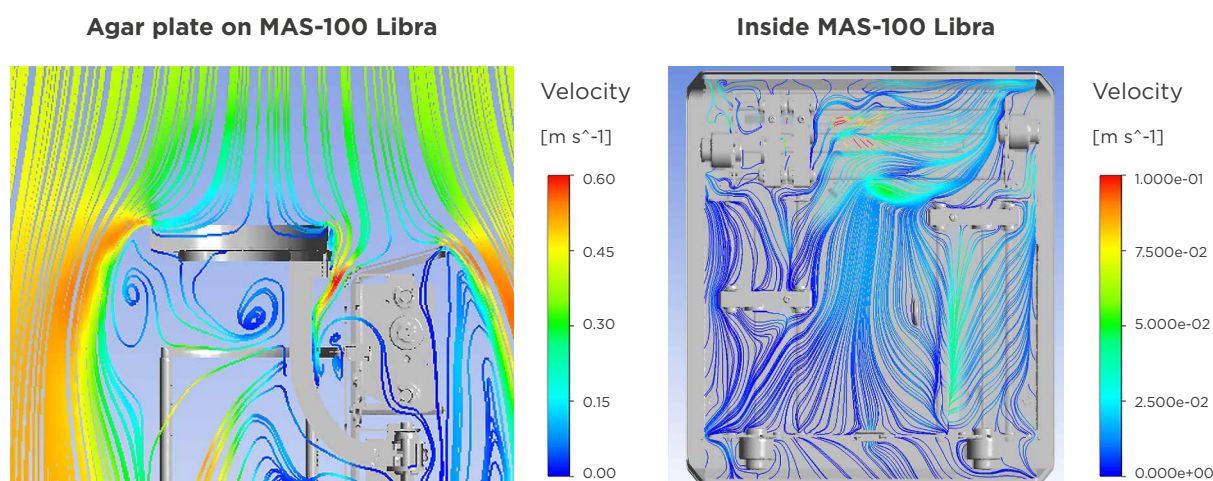 Agar plate on MAS-100 Libra
Inside MAS-100 Libra
Velocity
[m s^-1]
0.60
0.45
0.30
0.15
0.00
Velocity
[m s^-1]
1.000e-01
7.500e-02
5.000e-02
2.500e-02
0.000e+00